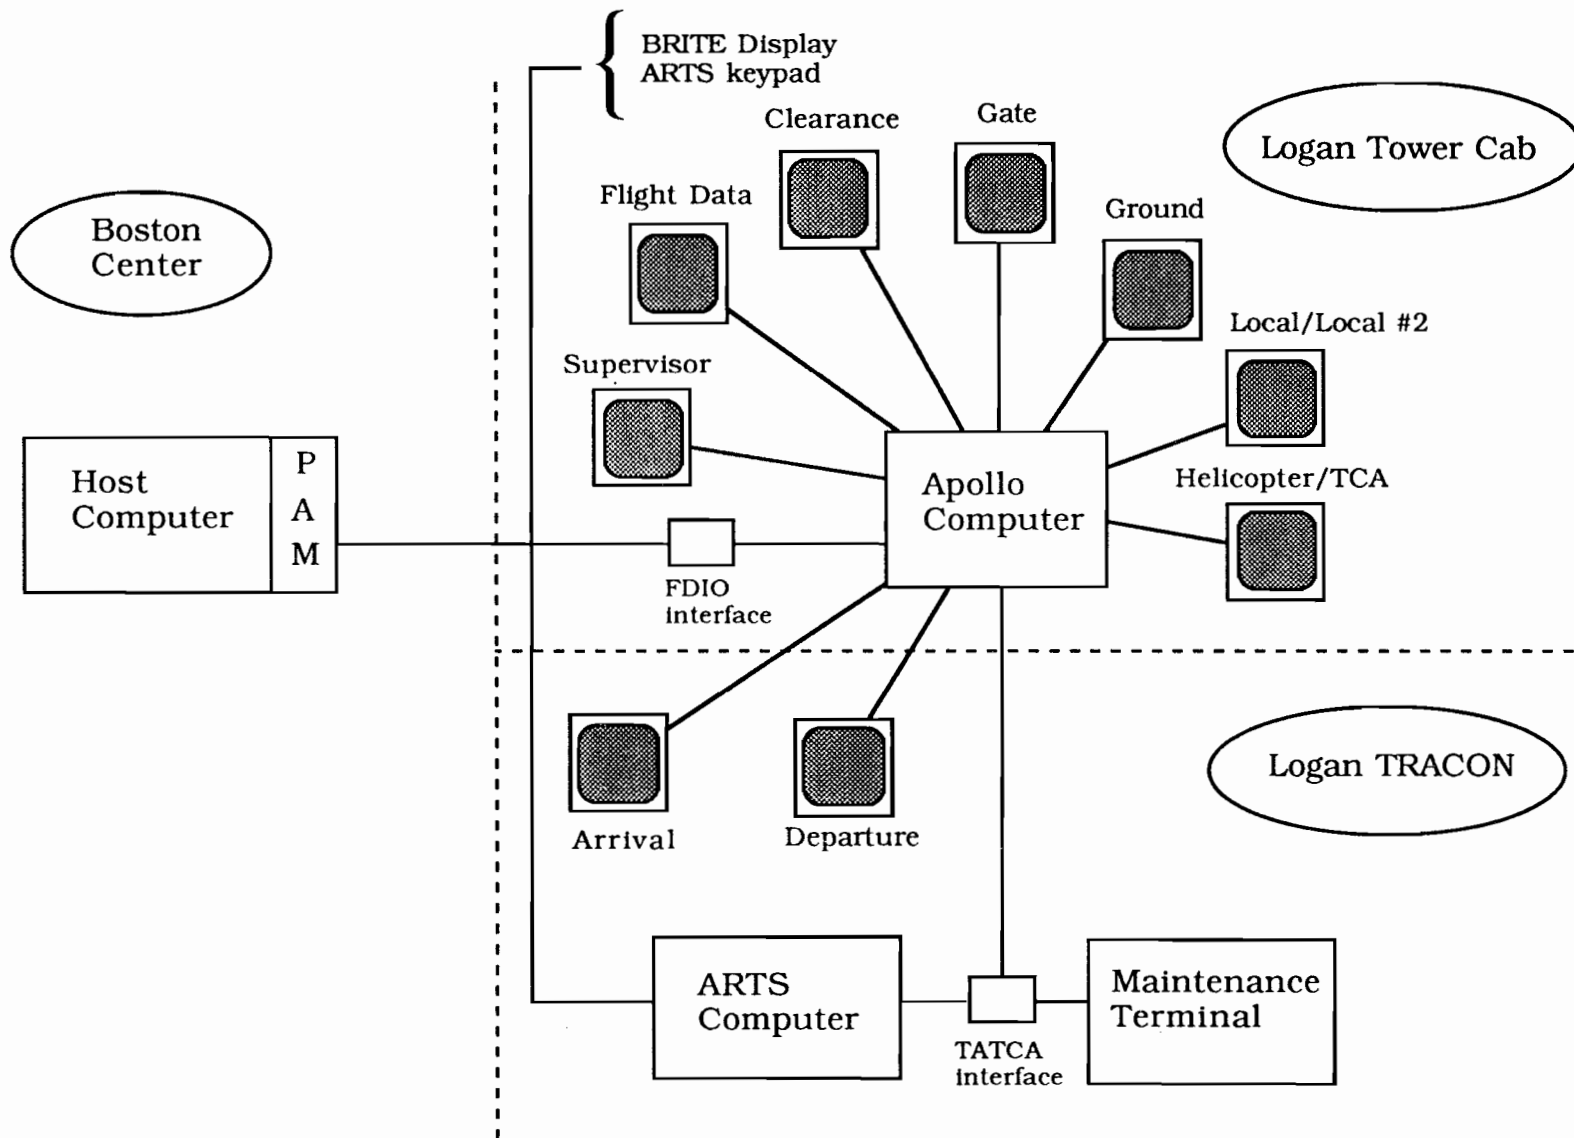 BRITE Display
ARTS keypad
Clearance
Gate
Logan Tower Cab
Flight Data
Ground
Boston
Center
Local/Local #2
Supervisor
Helicopter/TCA
Host
Computer
P
A
M
Apollo
Computer
FDIO
interface
Logan TRACON
Arrival
Departure
ARTS
Computer
Maintenance
Terminal
TATCA
interface